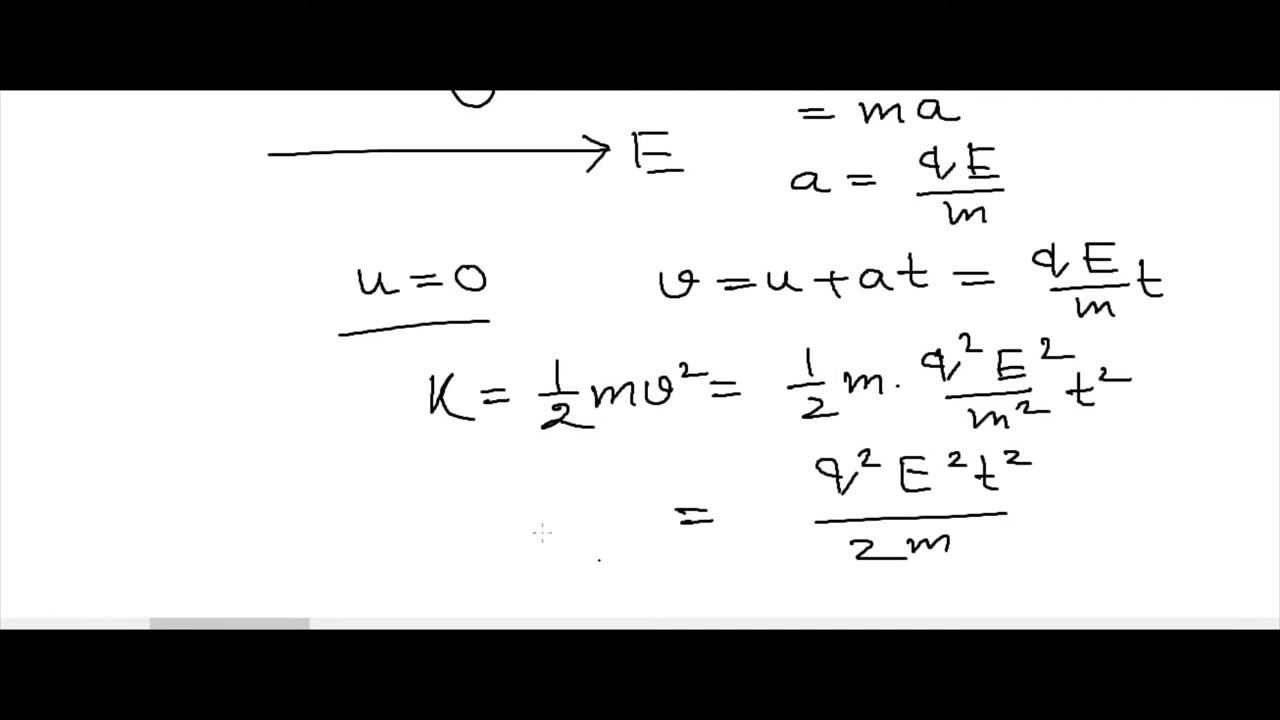 = ma
E
a = qE/m
u = 0
v = u + at = qE/m t
K = 1/2 mv² = 1/2 m · q²E²/m² t²
= q²E²t²/2m